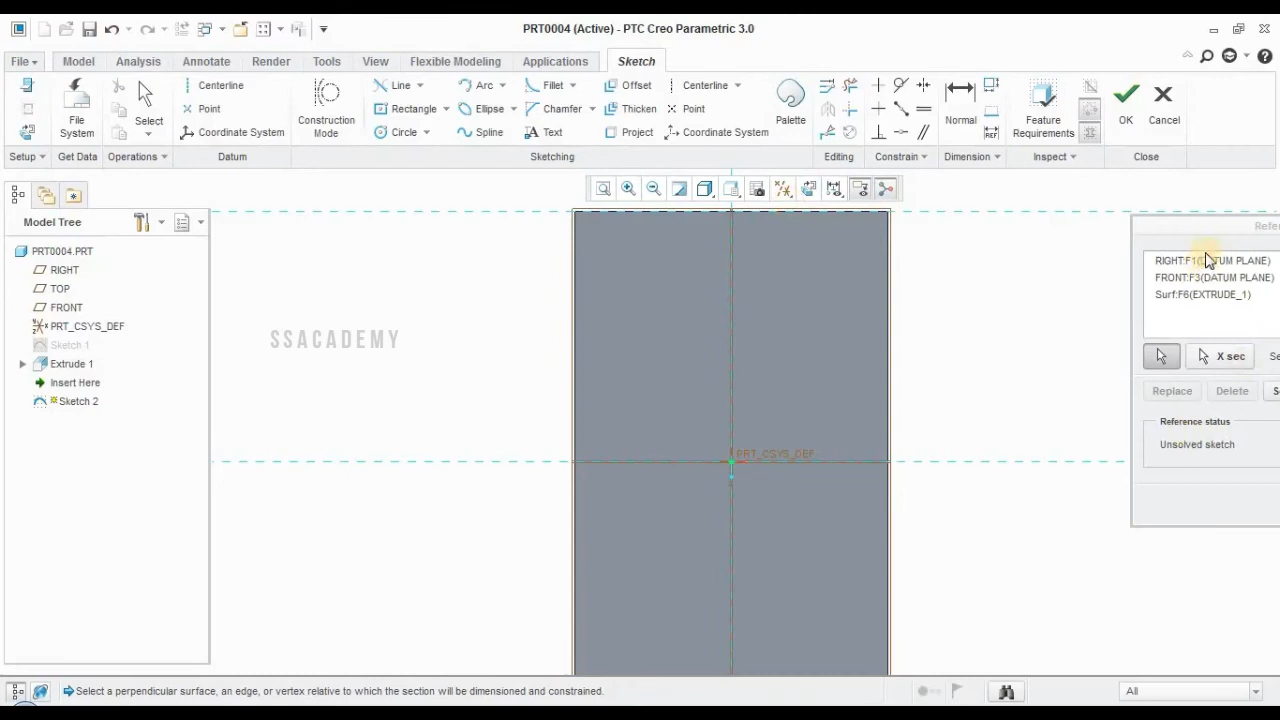 PRT0004 (Active) - PTC Creo Parametric 3.0
File Model Analysis Annotate Render Tools View Flexible Modeling Applications Sketch
Centerline Line Arc Fillet Offset Centerline
Point Rectangle Ellipse Chamfer Thicken Point
File System Select Coordinate System Construction Mode Circle Spline Text Project Coordinate System Palette Normal Feature Requirements OK Cancel
Setup Get Data Operations Datum Sketching Editing Constrain Dimension Inspect Close
Model Tree
PRT0004.PRT
RIGHT
TOP
FRONT
PRT_CSYS_DEF
Sketch 1
Extrude 1
Insert Here
Sketch 2
SSACADEMY
PRT_CSYS_DEF
Refe
RIGHT:F1(DATUM PLANE)
FRONT:F3(DATUM PLANE)
Surf:F6(EXTRUDE_1)
X sec Se
Replace Delete S
Reference status
Unsolved sketch
Select a perpendicular surface, an edge, or vertex relative to which the section will be dimensioned and constrained.
All